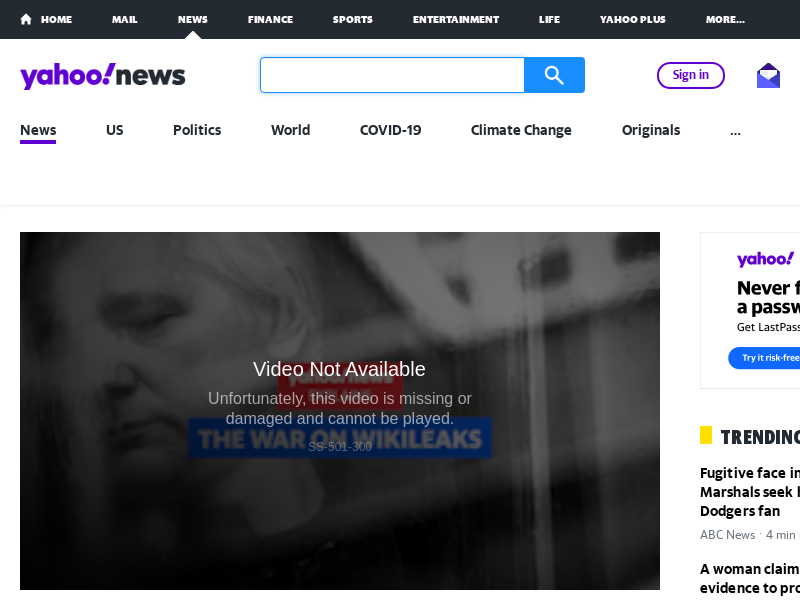 HOME MAIL NEWS FINANCE SPORTS ENTERTAINMENT LIFE YAHOO PLUS MORE...
yahoo!news
Sign in
News US Politics World COVID-19 Climate Change Originals ...
yahoo!
Never f
a passw
Get LastPass
Try it risk-free
Video Not Available
Unfortunately, this video is missing or
damaged and cannot be played.
SS-501-300
yahoo!news
THE WAR ON WIKILEAKS
TRENDING
Fugitive face in
Marshals seek h
Dodgers fan
ABC News · 4 min
A woman claim
evidence to pro